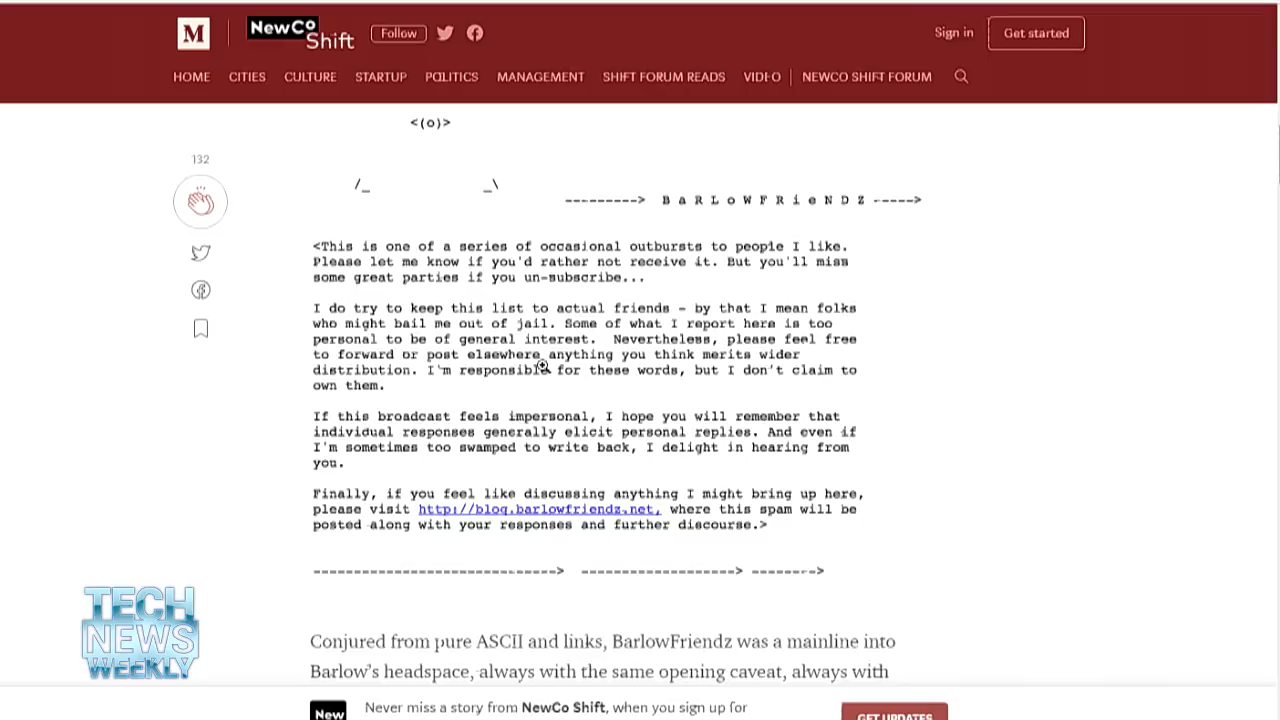 M
NewCo
Shift
Follow
Sign in
Get started
HOME CITIES CULTURE STARTUP POLITICS MANAGEMENT SHIFT FORUM READS VIDEO NEWCO SHIFT FORUM
<(o)>
132
/_ _\
---------> B a R L o W F R i e N D Z ----->
<This is one of a series of occasional outbursts to people I like.
Please let me know if you'd rather not receive it. But you'll miss
some great parties if you un-subscribe...
I do try to keep this list to actual friends - by that I mean folks
who might bail me out of jail. Some of what I report here is too
personal to be of general interest.  Nevertheless, please feel free
to forward or post elsewhere anything you think merits wider
distribution. I'm responsible for these words, but I don't claim to
own them.
If this broadcast feels impersonal, I hope you will remember that
individual responses generally elicit personal replies. And even if
I'm sometimes too swamped to write back, I delight in hearing from
you.
Finally, if you feel like discussing anything I might bring up here,
please visit http://blog.barlowfriendz.net, where this spam will be
posted along with your responses and further discourse.>
------------------------------> -------------------> -------->
TECH
NEWS
WEEKLY
Conjured from pure ASCII and links, BarlowFriendz was a mainline into
Barlow's headspace, always with the same opening caveat, always with
New
Never miss a story from NewCo Shift, when you sign up for
GET UPDATES